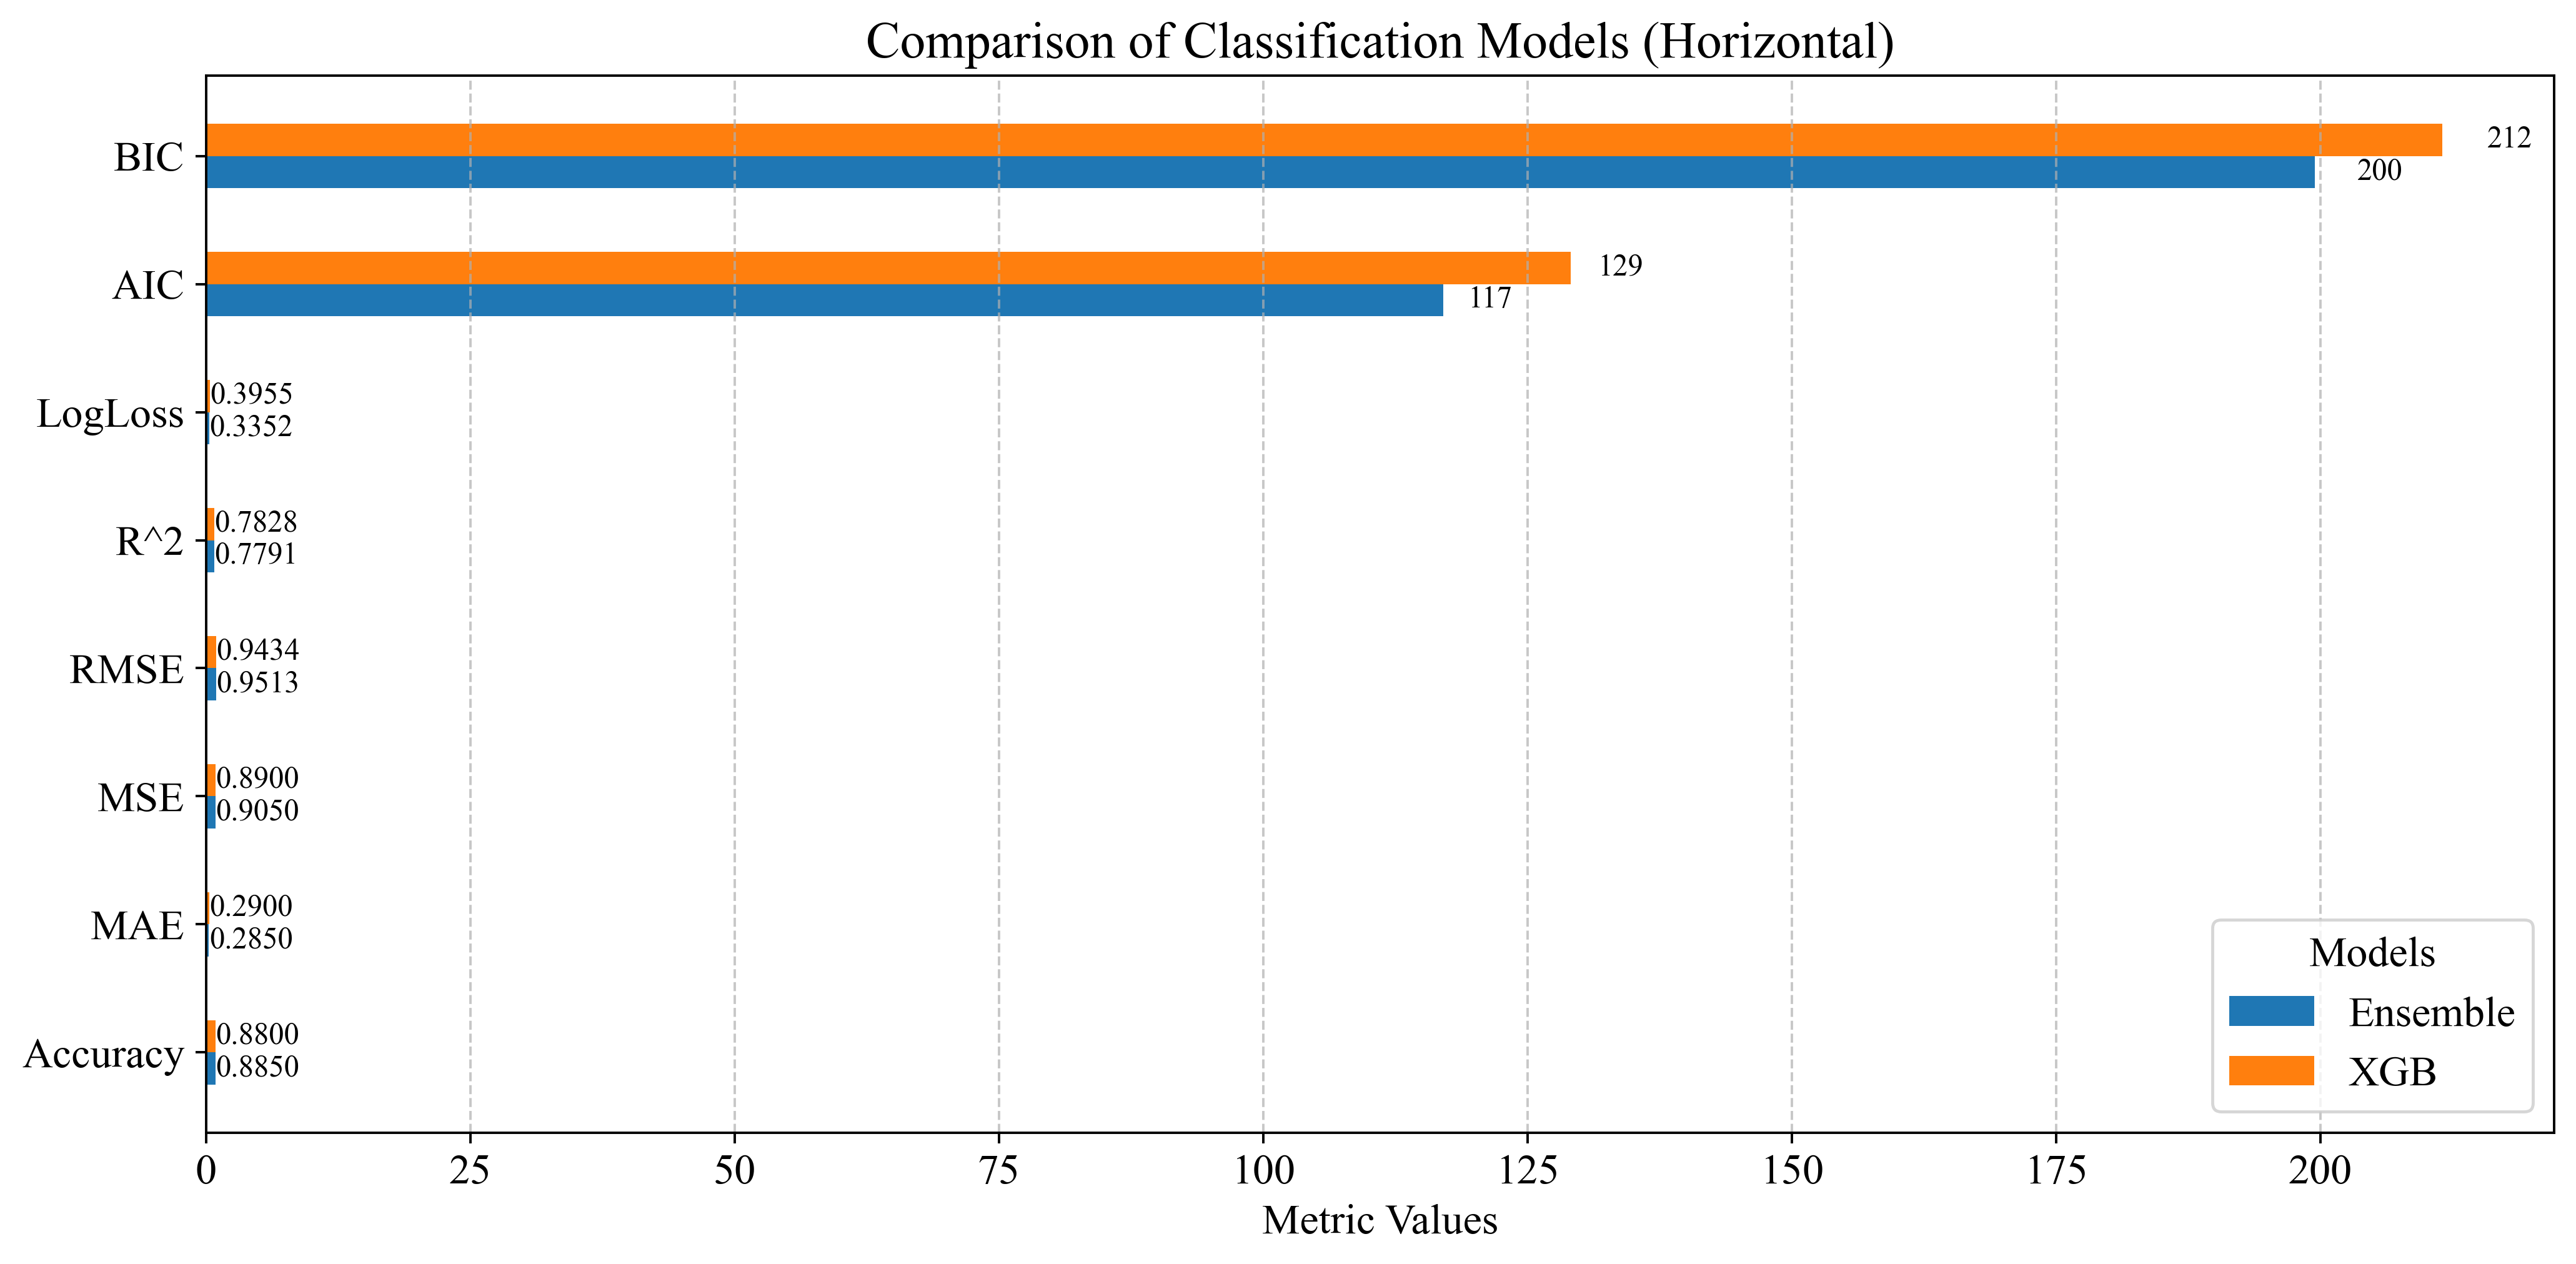 Comparison of Classification Models (Horizontal)
BIC
212
200
AIC
129
117
LogLoss
0.3955
0.3352
R^2
0.7828
0.7791
RMSE
0.9434
0.9513
MSE
0.8900
0.9050
MAE
0.2900
0.2850
Accuracy
0.8800
0.8850
Models
Ensemble
XGB
0 25 50 75 100 125 150 175 200
Metric Values